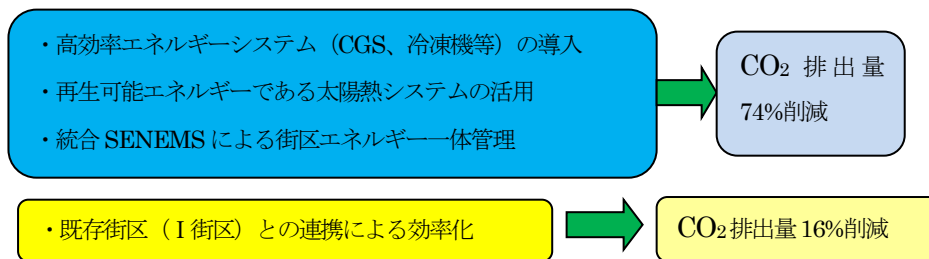 ・高効率エネルギーシステム（CGS、冷凍機等）の導入
・再生可能エネルギーである太陽熱システムの活用
・統合 SENEMS による街区エネルギー一体管理
CO₂ 排出量
74%削減
・既存街区（Ⅰ街区）との連携による効率化
CO₂排出量 16%削減